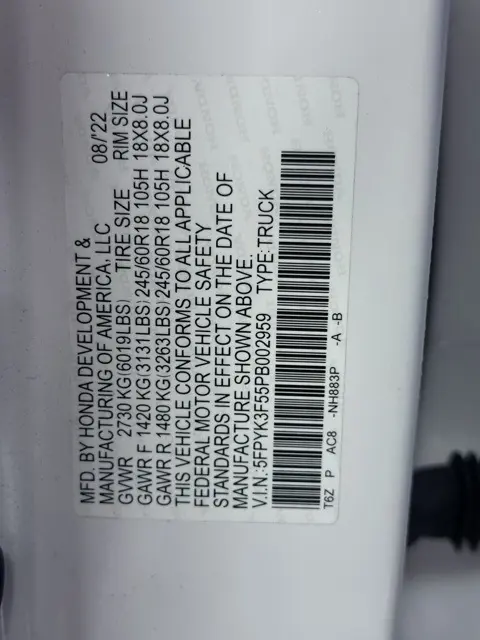 MFD. BY HONDA DEVELOPMENT &
MANUFACTURING OF AMERICA, LLC 08/'22
GVWR 2730 KG(6019LBS) TIRE SIZE RIM SIZE
GAWR F 1420 KG(3131LBS) 245/60R18 105H 18X8.0J
GAWR R 1480 KG(3263LBS) 245/60R18 105H 18X8.0J
THIS VEHICLE CONFORMS TO ALL APPLICABLE
FEDERAL MOTOR VEHICLE SAFETY
STANDARDS IN EFFECT ON THE DATE OF
MANUFACTURE SHOWN ABOVE.
V.I.N.:5FPYK3F55PB002959 TYPE:TRUCK
T6Z P AC8 -NH883P -A -B